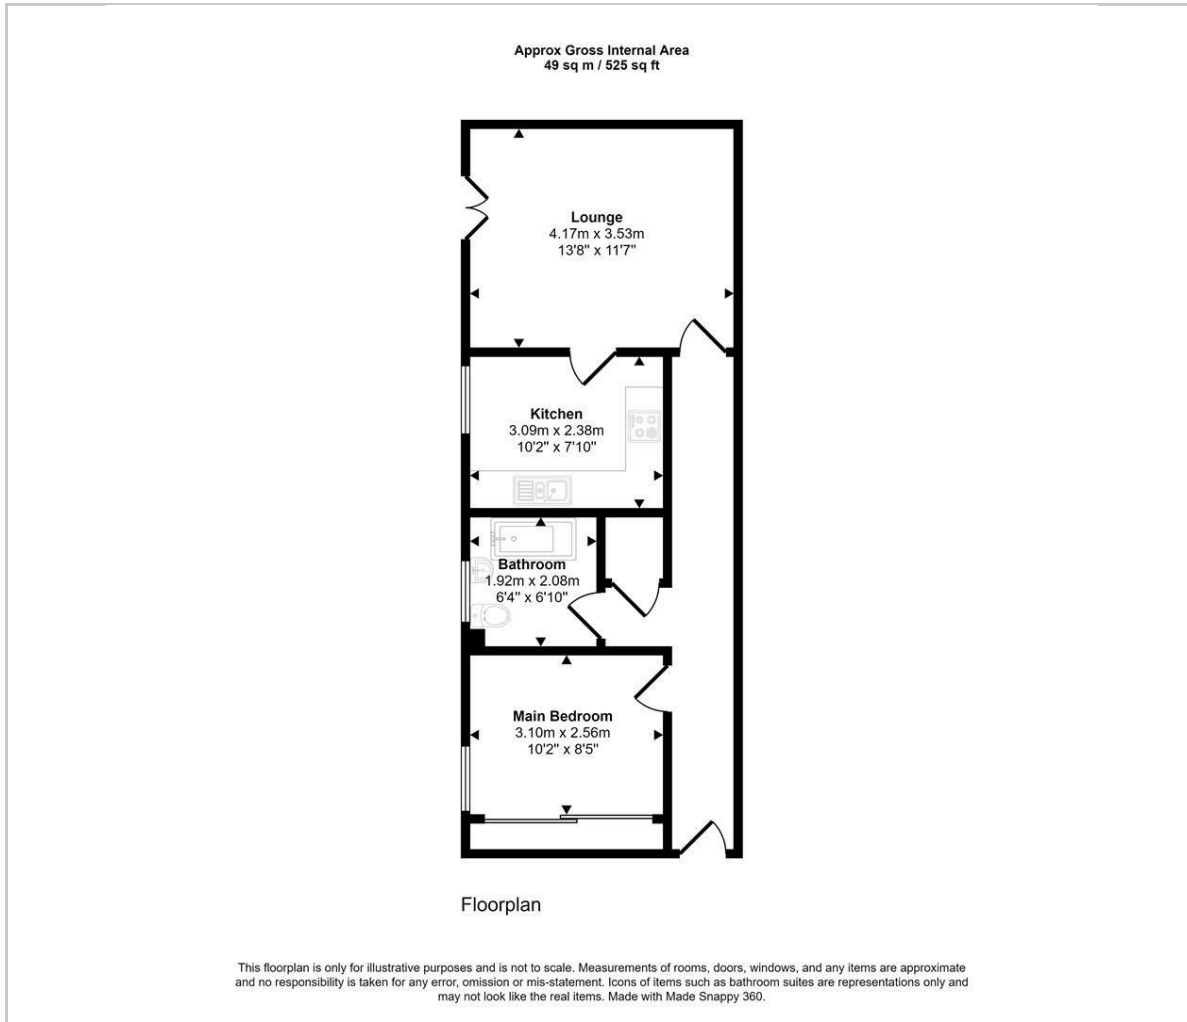 Approx Gross Internal Area
49 sq m / 525 sq ft
Lounge
4.17m x 3.53m
13'8" x 11'7"
Kitchen
3.09m x 2.38m
10'2" x 7'10"
Bathroom
1.92m x 2.08m
6'4" x 6'10"
Main Bedroom
3.10m x 2.56m
10'2" x 8'5"
Floorplan
This floorplan is only for illustrative purposes and is not to scale. Measurements of rooms, doors, windows, and any items are approximate
and no responsibility is taken for any error, omission or mis-statement. Icons of items such as bathroom suites are representations only and
may not look like the real items. Made with Made Snappy 360.